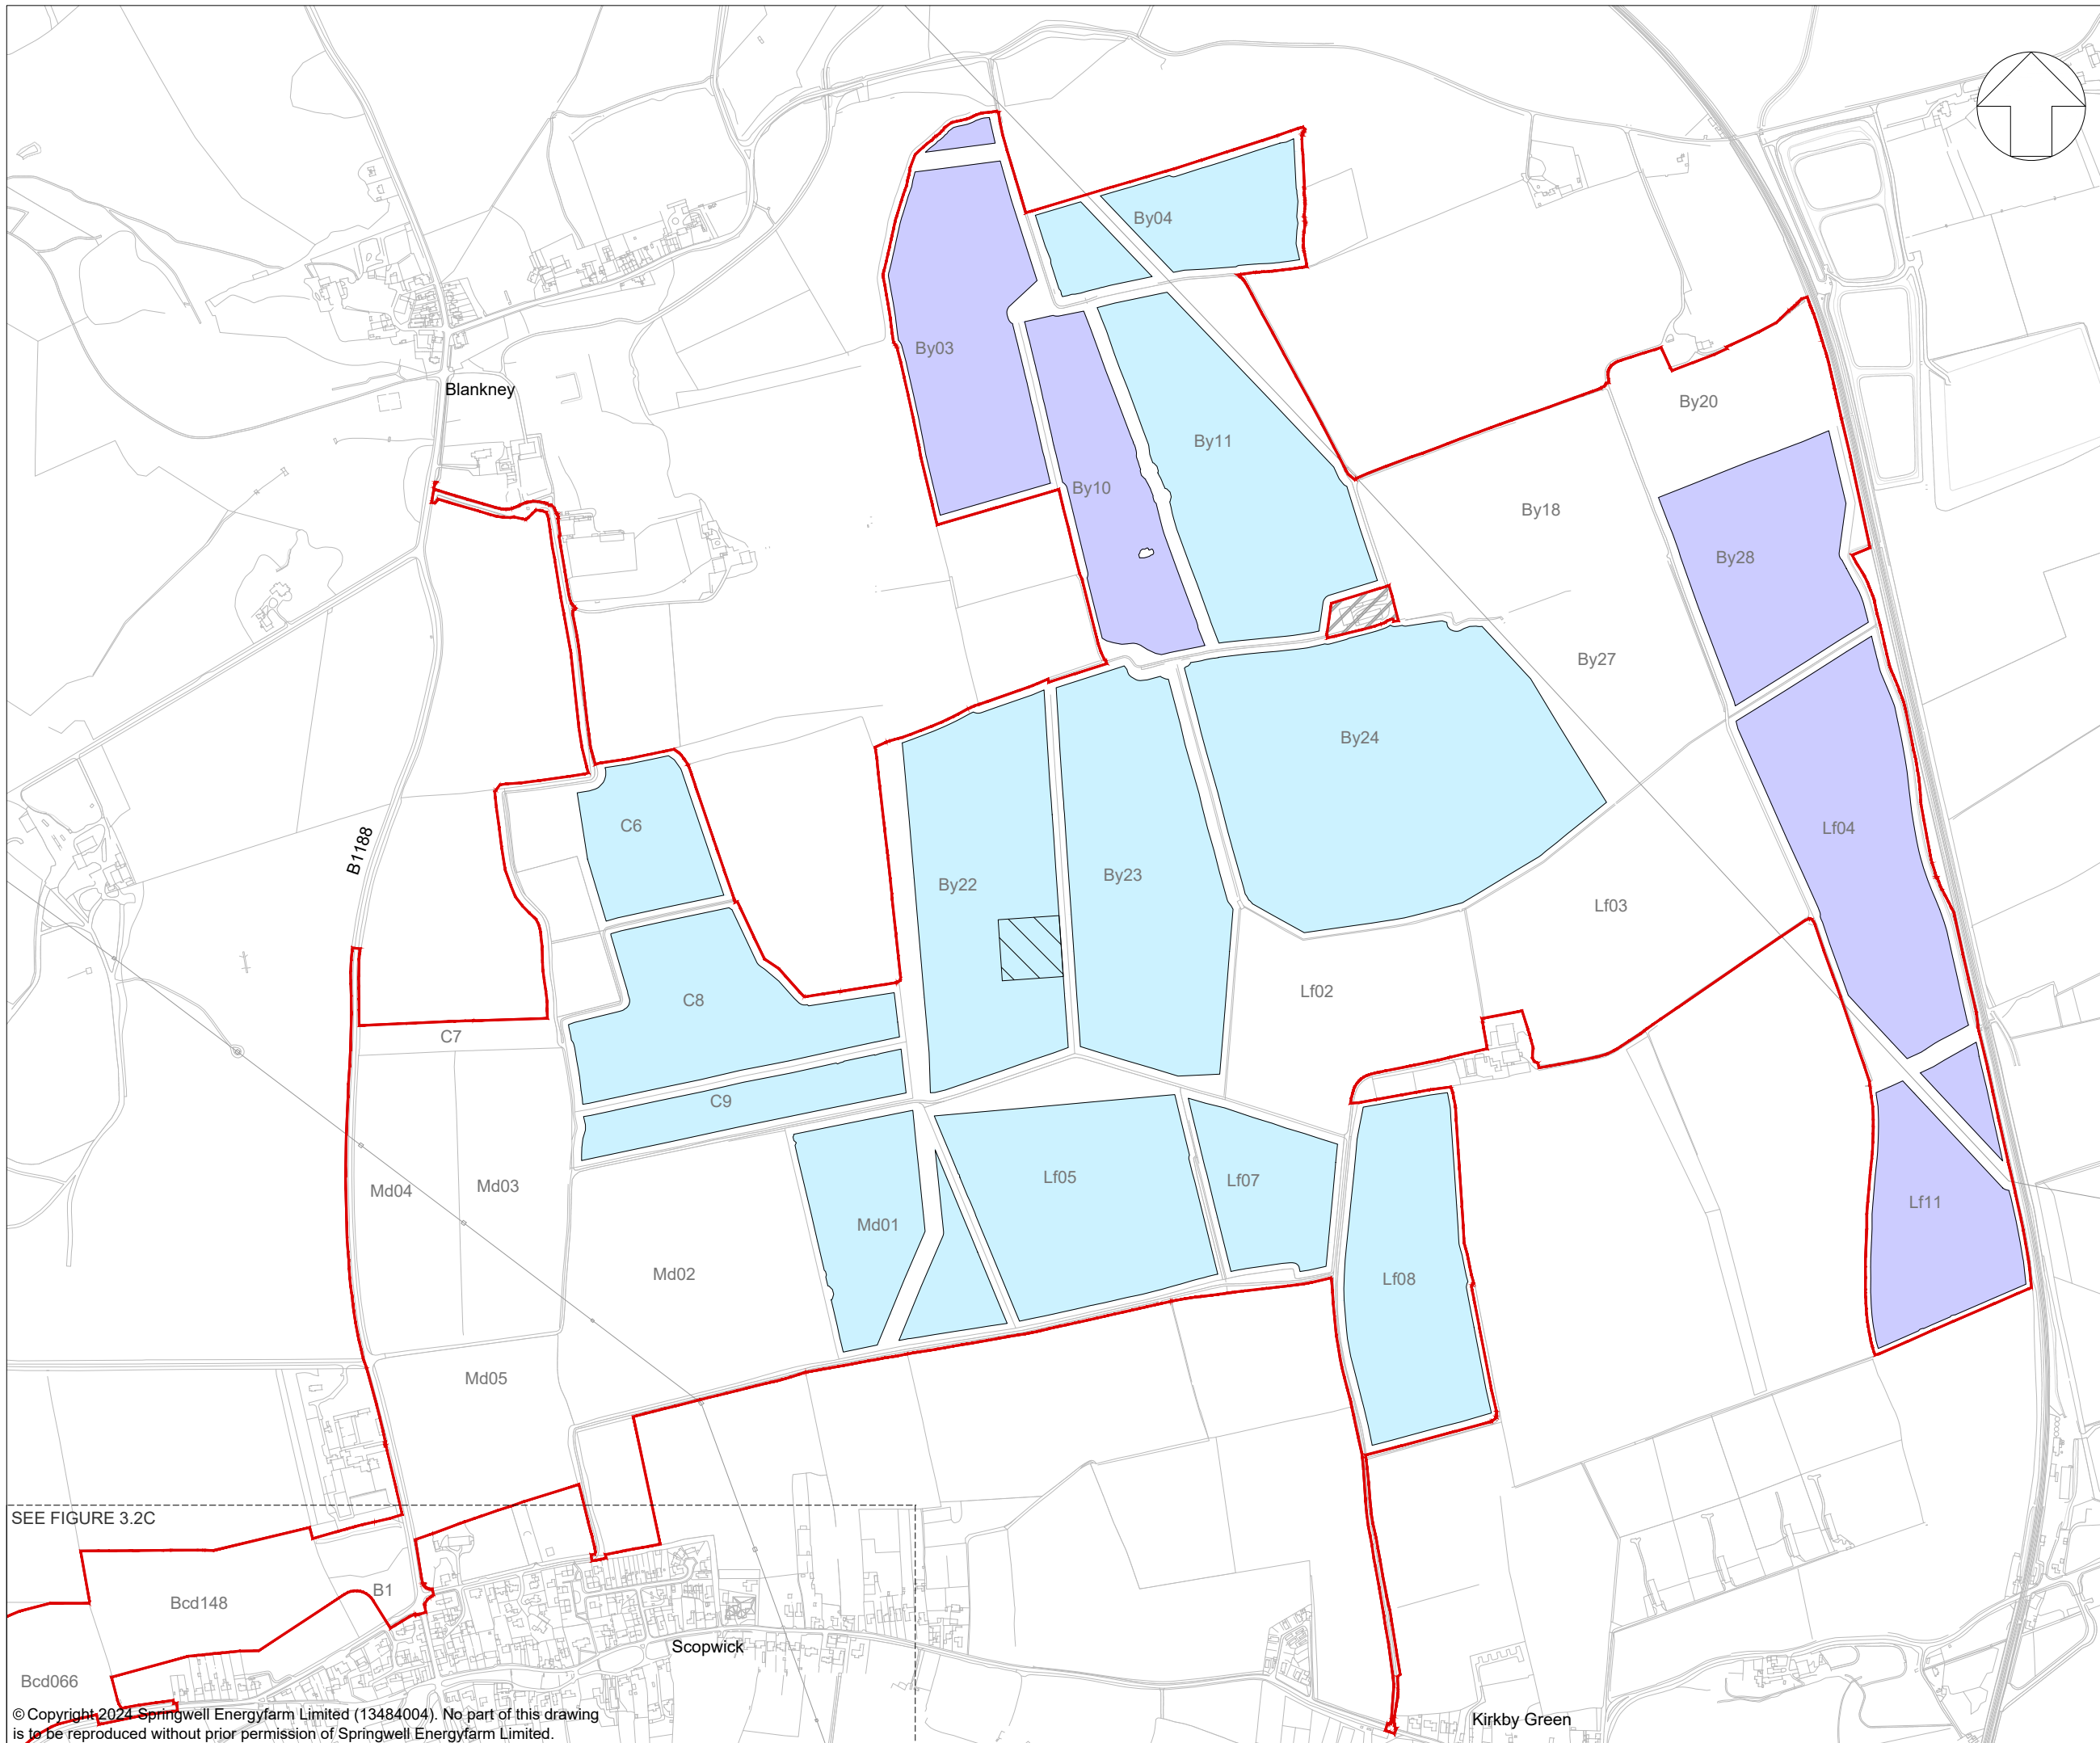 By04
By03
Blankney
By20
By11
By10
By18
By28
By27
By24
C6
Lf04
B1188
By23
By22
Lf03
Lf02
C8
C7
C9
Lf05
Lf07
Md03
Md04
Lf11
Md01
Md02
Lf08
Md05
SEE FIGURE 3.2C
B1
Bcd148
Scopwick
Bcd066
Kirkby Green
© Copyright 2024 Springwell Energyfarm Limited (13484004). No part of this drawing
is to be reproduced without prior permission of Springwell Energyfarm Limited.